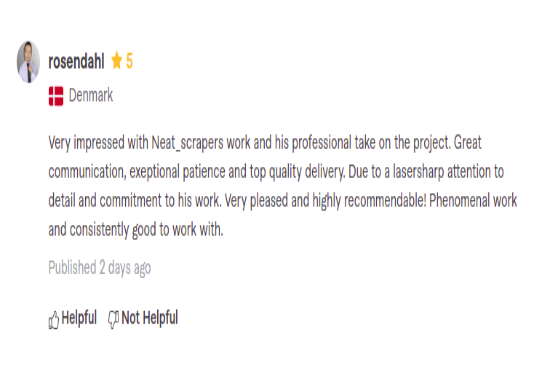 rosendahl 5
Denmark
Very impressed with Neat_scrapers work and his professional take on the project. Great
communication, exeptional patience and top quality delivery. Due to a lasersharp attention to
detail and commitment to his work. Very pleased and highly recommendable! Phenomenal work
and consistently good to work with.
Published 2 days ago
Helpful Not Helpful